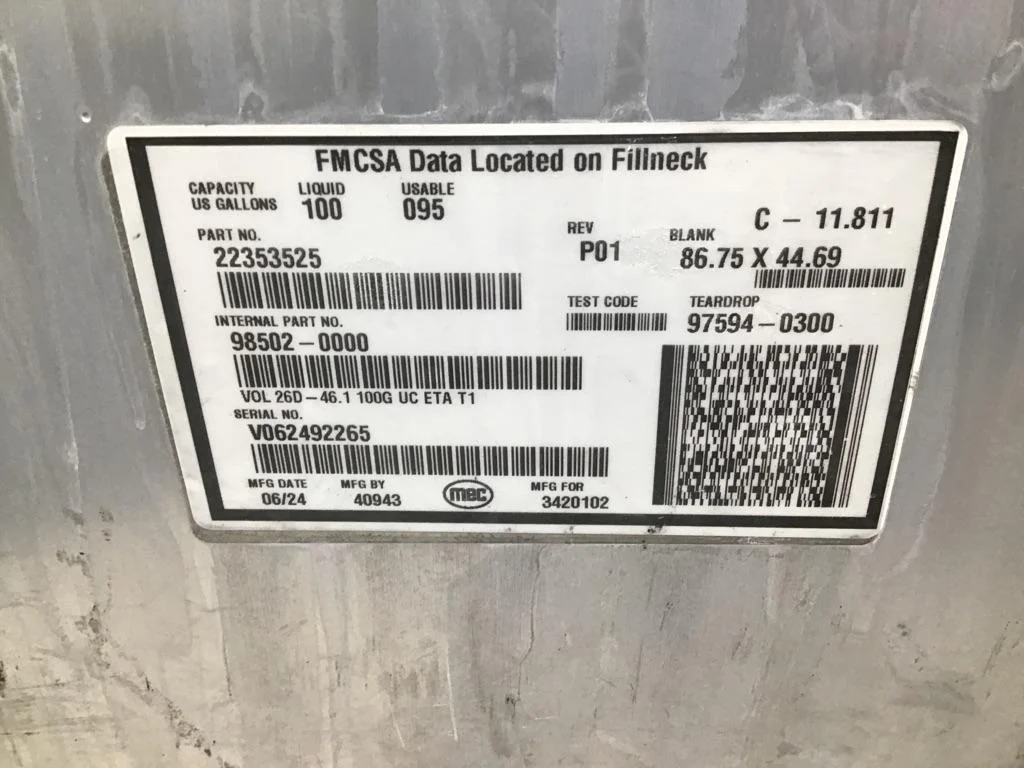 FMCSA Data Located on Fillneck
CAPACITY US GALLONS
LIQUID 100
USABLE 095
PART NO.
22353525
REV
P01
C - 11.811
BLANK
86.75 X 44.69
INTERNAL PART NO.
98502-0000
TEST CODE
TEARDROP
97594-0300
VOL 26D-46.1 100G UC ETA T1
SERIAL NO.
V062492265
MFG DATE
06/24
MFG BY
40943
mec
MFG FOR
3420102